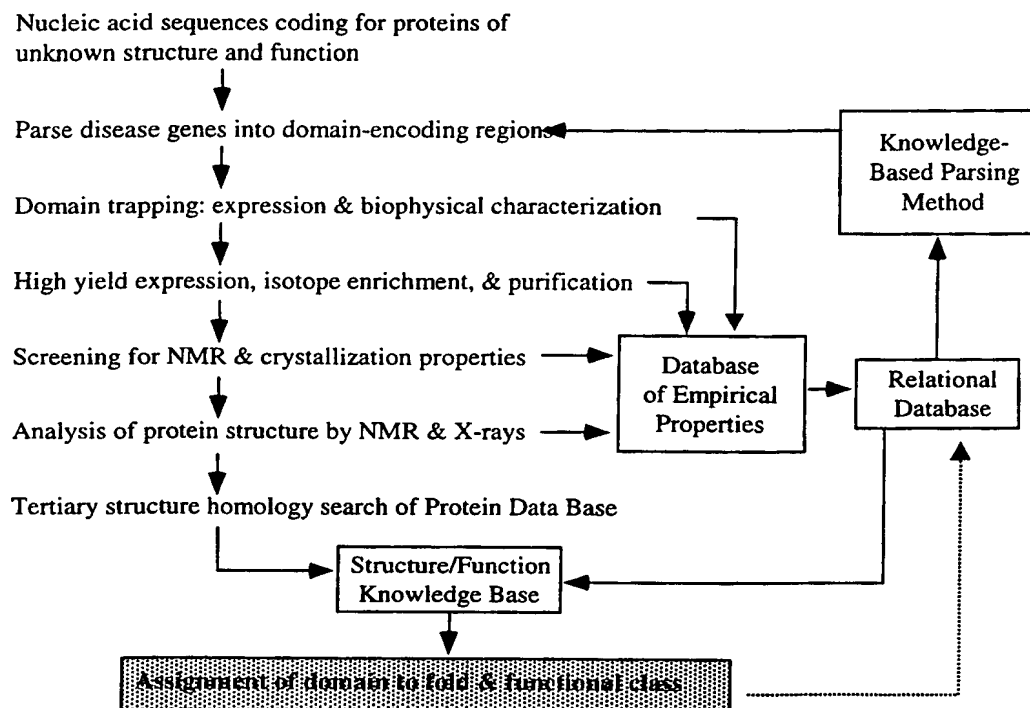 Nucleic acid sequences coding for proteins of
unknown structure and function
Parse disease genes into domain-encoding regions
Knowledge-
Based Parsing
Method
Domain trapping: expression & biophysical characterization
High yield expression, isotope enrichment, & purification
Screening for NMR & crystallization properties
Database
of Empirical
Properties
Relational
Database
Analysis of protein structure by NMR & X-rays
Tertiary structure homology search of Protein Data Base
Structure/Function
Knowledge Base
Assignment of domain to fold & functional class